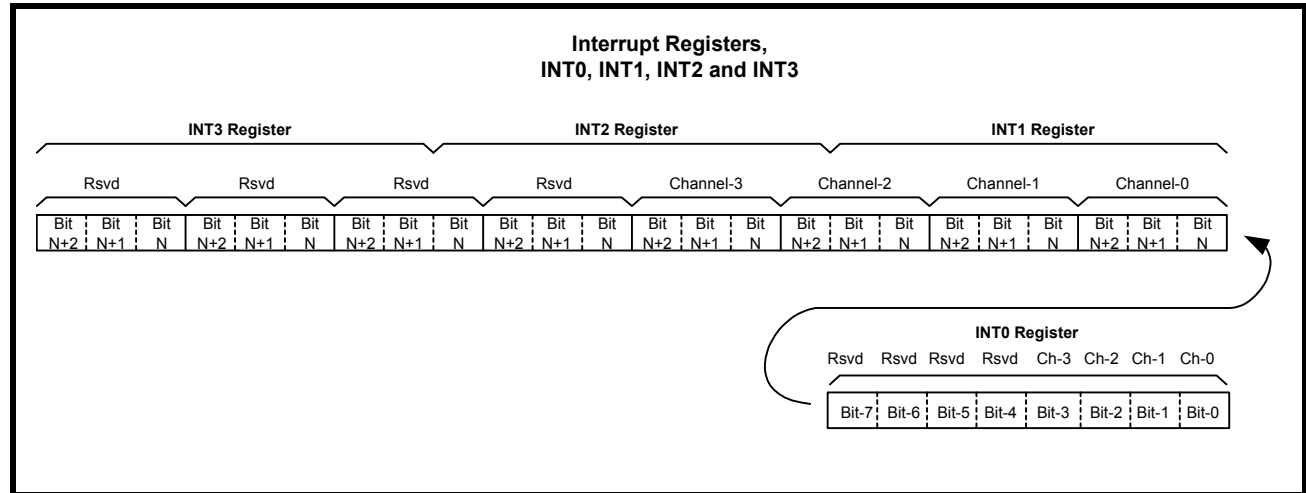 Interrupt Registers,
INT0, INT1, INT2 and INT3
INT3 Register INT2 Register INT1 Register
Rsvd Rsvd Rsvd Rsvd Channel-3 Channel-2 Channel-1 Channel-0
Bit Bit Bit Bit Bit Bit Bit Bit Bit Bit Bit Bit Bit Bit Bit Bit Bit Bit Bit Bit Bit Bit Bit Bit
N+2 N+1 N N+2 N+1 N N+2 N+1 N N+2 N+1 N N+2 N+1 N N+2 N+1 N N+2 N+1 N N+2 N+1 N
INT0 Register
Rsvd Rsvd Rsvd Rsvd Ch-3 Ch-2 Ch-1 Ch-0
Bit-7 Bit-6 Bit-5 Bit-4 Bit-3 Bit-2 Bit-1 Bit-0